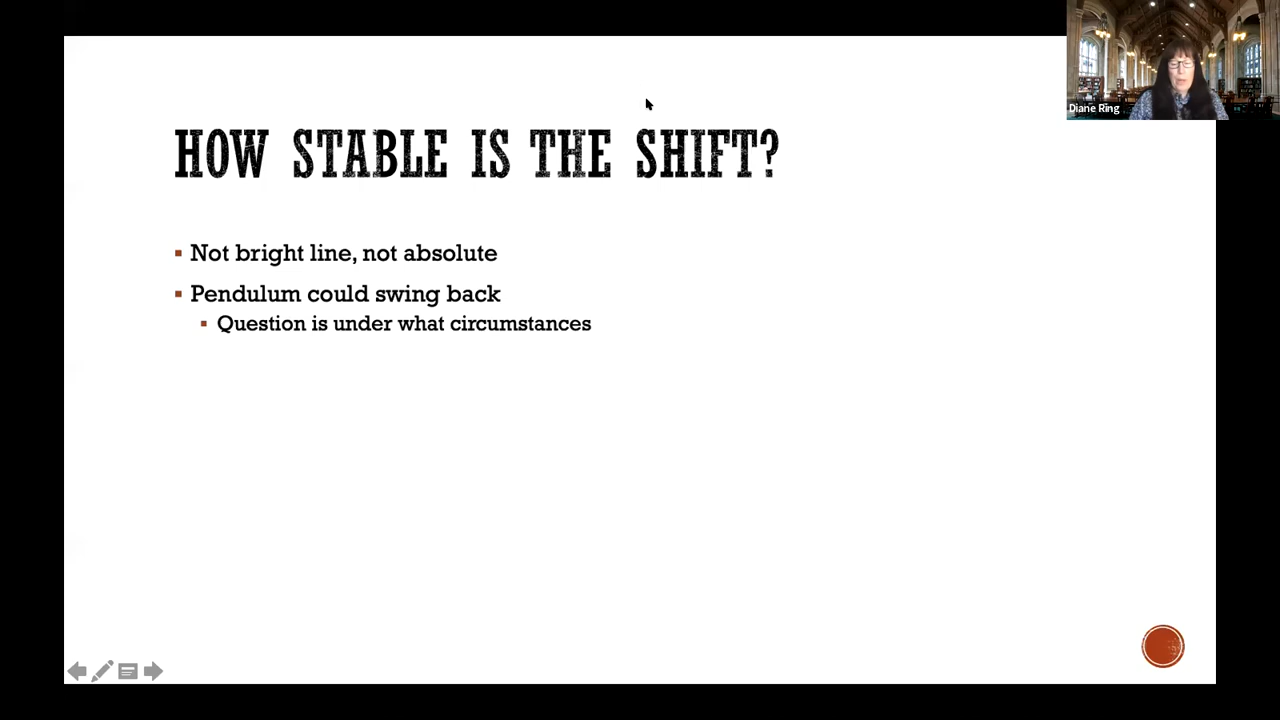 Diane Ring
HOW STABLE IS THE SHIFT?
Not bright line, not absolute
Pendulum could swing back
Question is under what circumstances